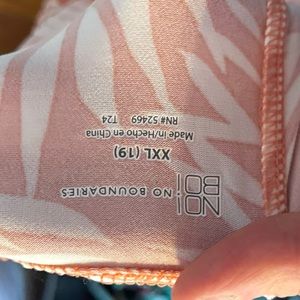 NO!
BO!
NO BOUNDARIES
XXL (19)
Made in/Hecho en China
RN# 52469 T24